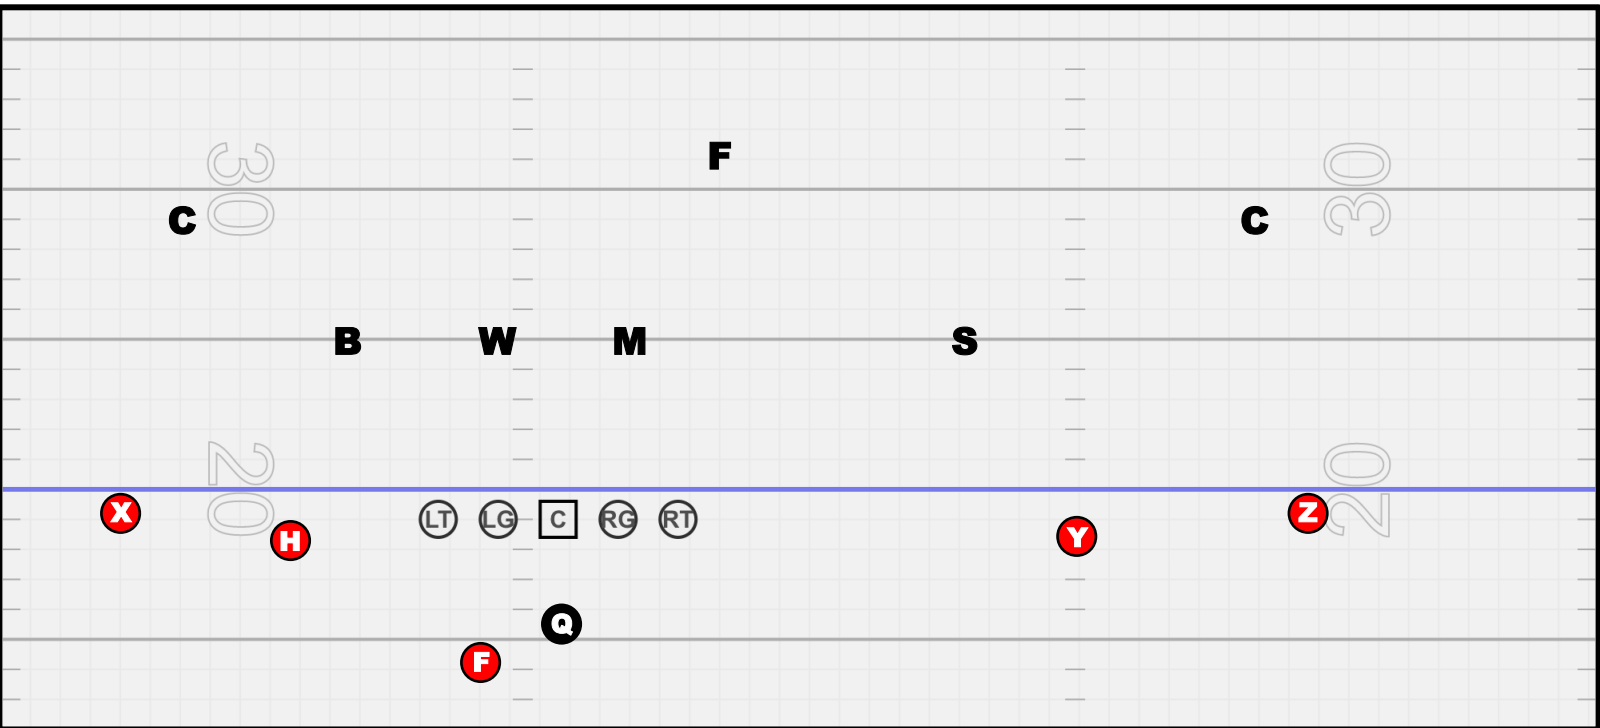 F
30 30
C C
B W M S
20 20
X LT LG C RG RT Z
H Y
Q
F